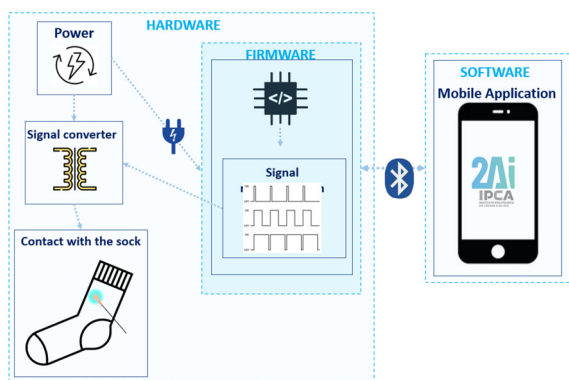 HARDWARE
Power
FIRMWARE
</>
Signal converter
Signal
Contact with the sock
SOFTWARE
Mobile Application
2Ai
IPCA